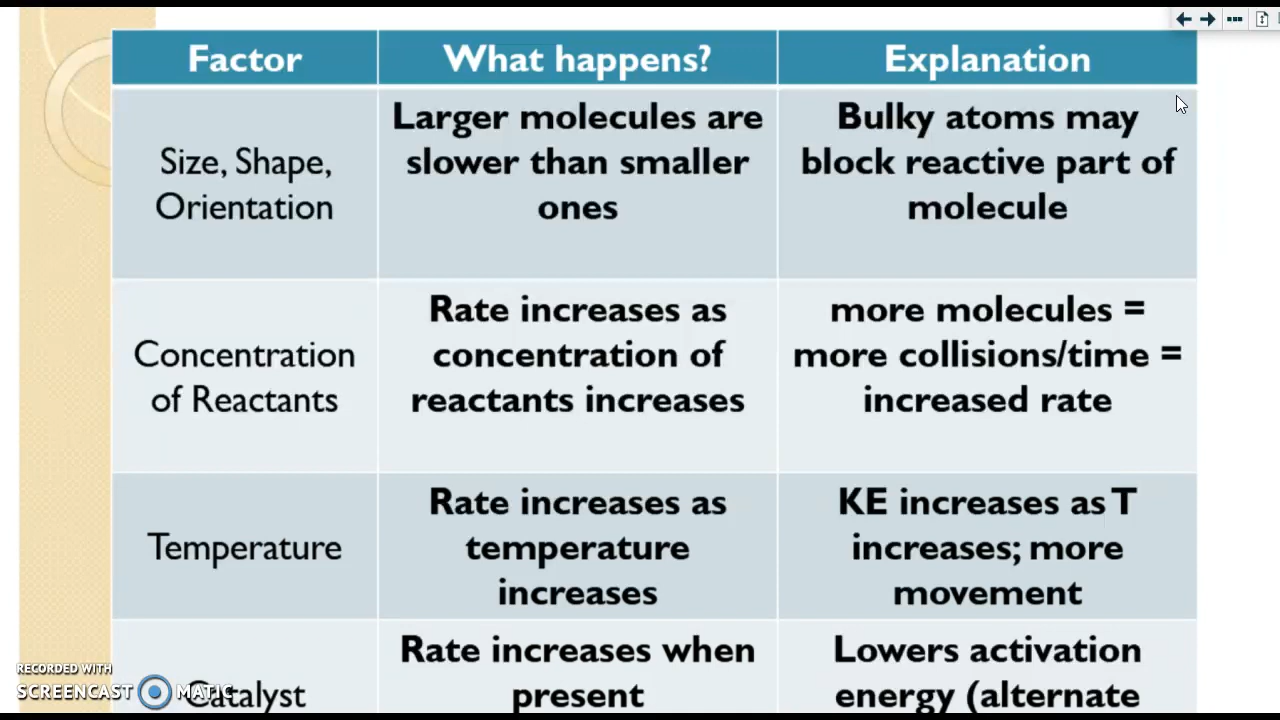 Factor
What happens?
Explanation
Size, Shape,
Orientation
Larger molecules are
slower than smaller
ones
Bulky atoms may
block reactive part of
molecule
Concentration
of Reactants
Rate increases as
concentration of
reactants increases
more molecules =
more collisions/time =
increased rate
Temperature
Rate increases as
temperature
increases
KE increases as T
increases; more
movement
Catalyst
Rate increases when
present
Lowers activation
energy (alternate
RECORDED WITH
SCREENCAST MATIC